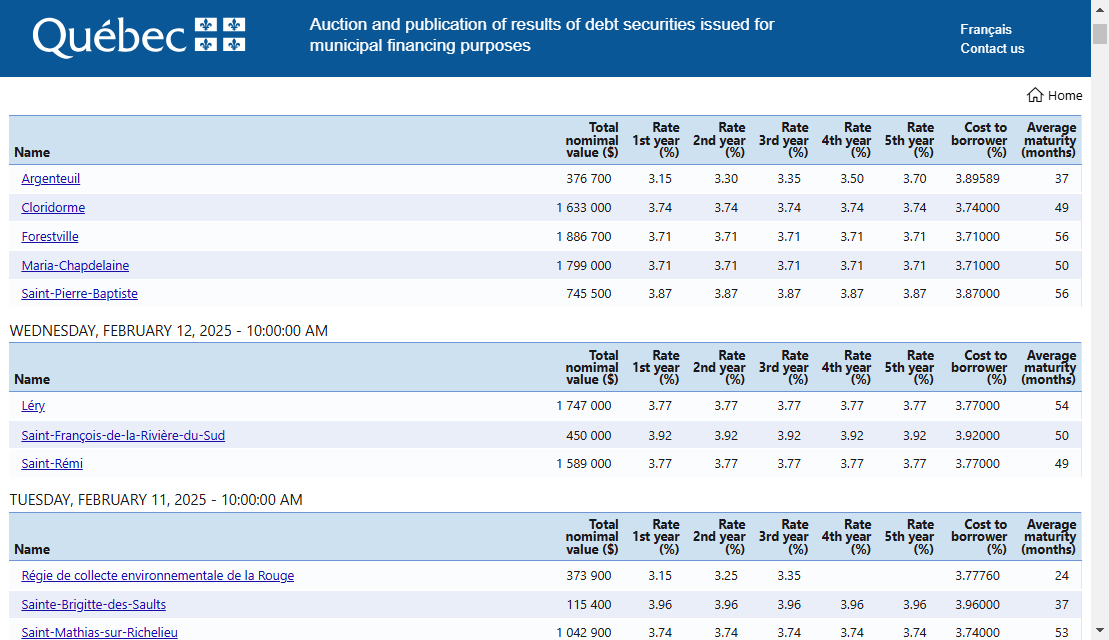 Québec
Auction and publication of results of debt securities issued for
municipal financing purposes
Français
Contact us
Home
Name Total nomimal value ($) Rate 1st year (%) Rate 2nd year (%) Rate 3rd year (%) Rate 4th year (%) Rate 5th year (%) Cost to borrower (%) Average maturity (months)
Argenteuil 376 700 3.15 3.30 3.35 3.50 3.70 3.89589 37
Cloridorme 1 633 000 3.74 3.74 3.74 3.74 3.74 3.74000 49
Forestville 1 886 700 3.71 3.71 3.71 3.71 3.71 3.71000 56
Maria-Chapdelaine 1 799 000 3.71 3.71 3.71 3.71 3.71 3.71000 50
Saint-Pierre-Baptiste 745 500 3.87 3.87 3.87 3.87 3.87 3.87000 56
WEDNESDAY, FEBRUARY 12, 2025 - 10:00:00 AM
Name Total nomimal value ($) Rate 1st year (%) Rate 2nd year (%) Rate 3rd year (%) Rate 4th year (%) Rate 5th year (%) Cost to borrower (%) Average maturity (months)
Léry 1 747 000 3.77 3.77 3.77 3.77 3.77 3.77000 54
Saint-François-de-la-Rivière-du-Sud 450 000 3.92 3.92 3.92 3.92 3.92 3.92000 50
Saint-Rémi 1 589 000 3.77 3.77 3.77 3.77 3.77 3.77000 49
TUESDAY, FEBRUARY 11, 2025 - 10:00:00 AM
Name Total nomimal value ($) Rate 1st year (%) Rate 2nd year (%) Rate 3rd year (%) Rate 4th year (%) Rate 5th year (%) Cost to borrower (%) Average maturity (months)
Régie de collecte environnementale de la Rouge 373 900 3.15 3.25 3.35 3.77760 24
Sainte-Brigitte-des-Saults 115 400 3.96 3.96 3.96 3.96 3.96 3.96000 37
Saint-Mathias-sur-Richelieu 1 042 900 3.74 3.74 3.74 3.74 3.74 3.74000 53